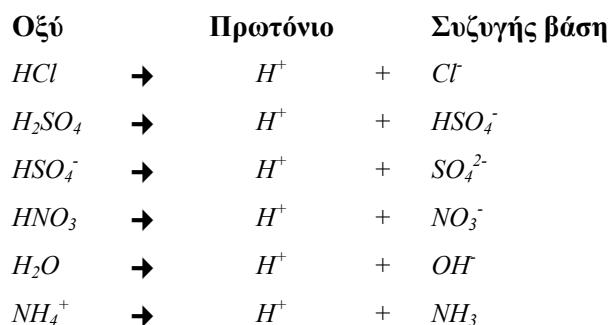 Οξύ Πρωτόνιο Συζυγής βάση
HCl ➔ H⁺ + Cl⁻
H₂SO₄ ➔ H⁺ + HSO₄⁻
HSO₄⁻ ➔ H⁺ + SO₄²⁻
HNO₃ ➔ H⁺ + NO₃⁻
H₂O ➔ H⁺ + OH⁻
NH₄⁺ ➔ H⁺ + NH₃